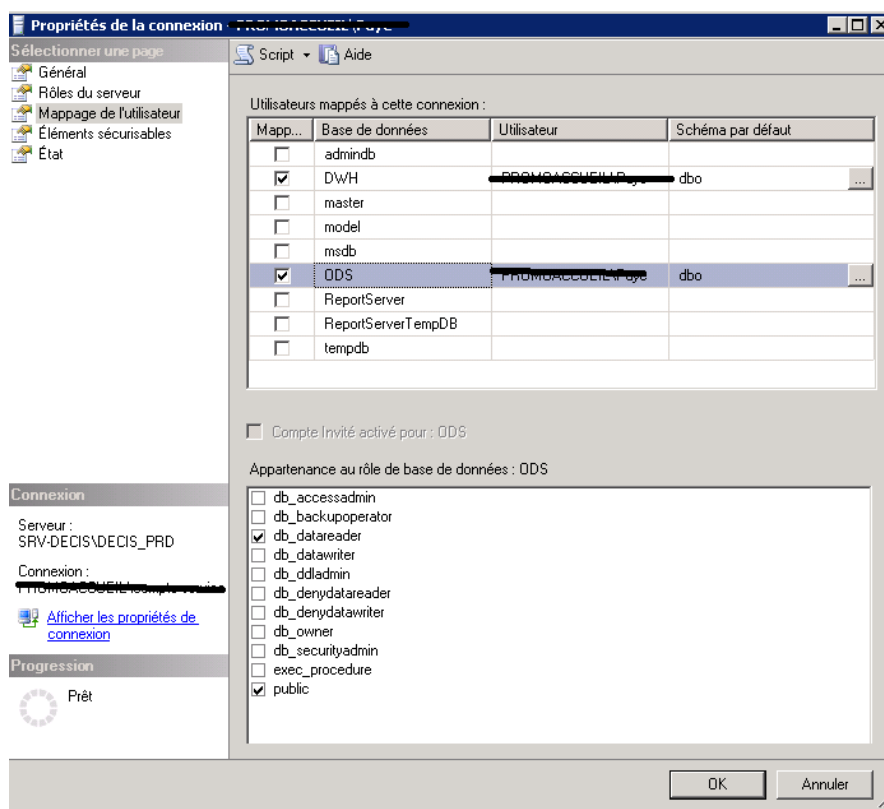 Propriétés de la connexion -
Sélectionner une page
Général
Rôles du serveur
Mappage de l'utilisateur
Éléments sécurisables
État
Script
Aide
Utilisateurs mappés à cette connexion :
Mapp... Base de données Utilisateur Schéma par défaut
admindb
DWH dbo ...
master
model
msdb
ODS dbo ...
ReportServer
ReportServerTempDB
tempdb
Compte Invité activé pour : ODS
Appartenance au rôle de base de données : ODS
db_accessadmin
db_backupoperator
db_datareader
db_datawriter
db_ddladmin
db_denydatareader
db_denydatawriter
db_owner
db_securityadmin
exec_procedure
public
Connexion
Serveur :
SRV-DECIS\DECIS_PRD
Connexion :
Afficher les propriétés de
connexion
Progression
Prêt
OK Annuler